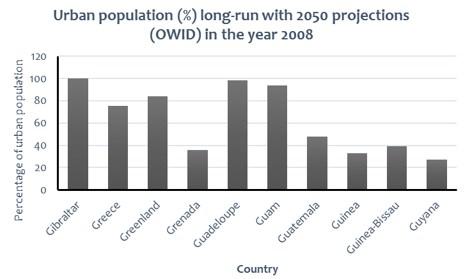 Urban population (%) long-run with 2050 projections
(OWID) in the year 2008
Percentage of urban population
120
100
80
60
40
20
0
Gibraltar
Greece
Greenland
Grenada
Guadeloupe
Guam
Guatemala
Guinea
Guinea-Bissau
Guyana
Country